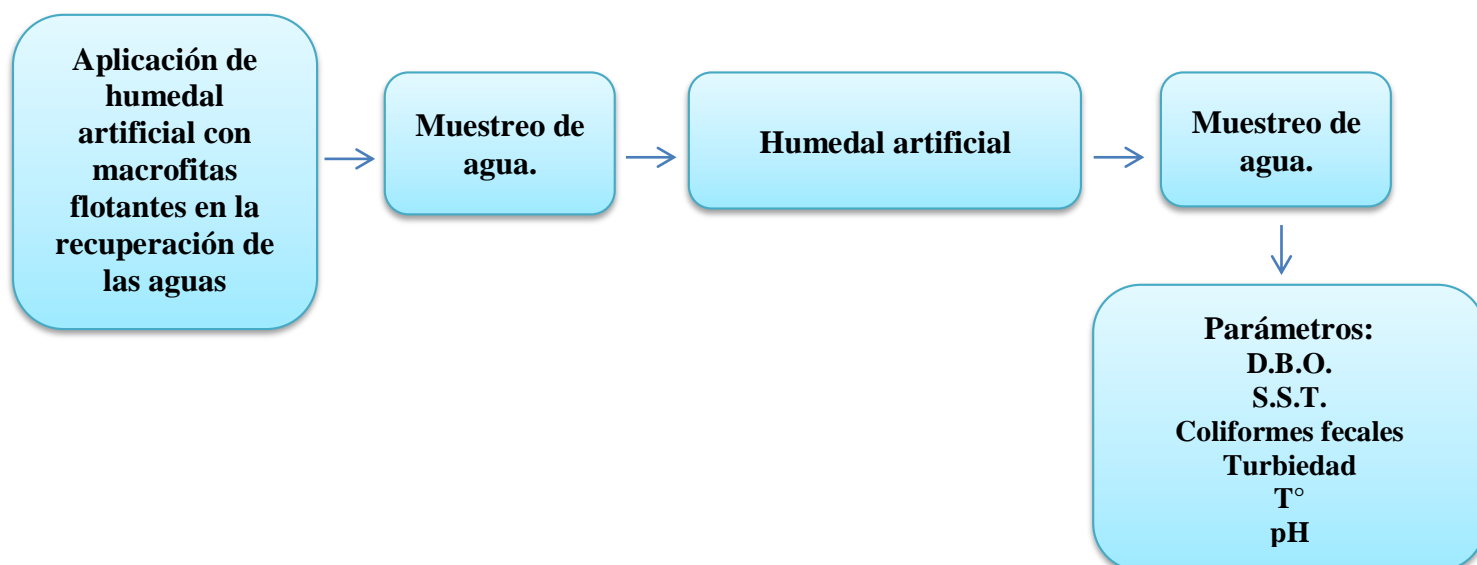 Aplicación de
humedal
artificial con
macrofitas
flotantes en la
recuperación de
las aguas
Muestreo de
agua.
Humedal artificial
Muestreo de
agua.
Parámetros:
D.B.O.
S.S.T.
Coliformes fecales
Turbiedad
T°
pH